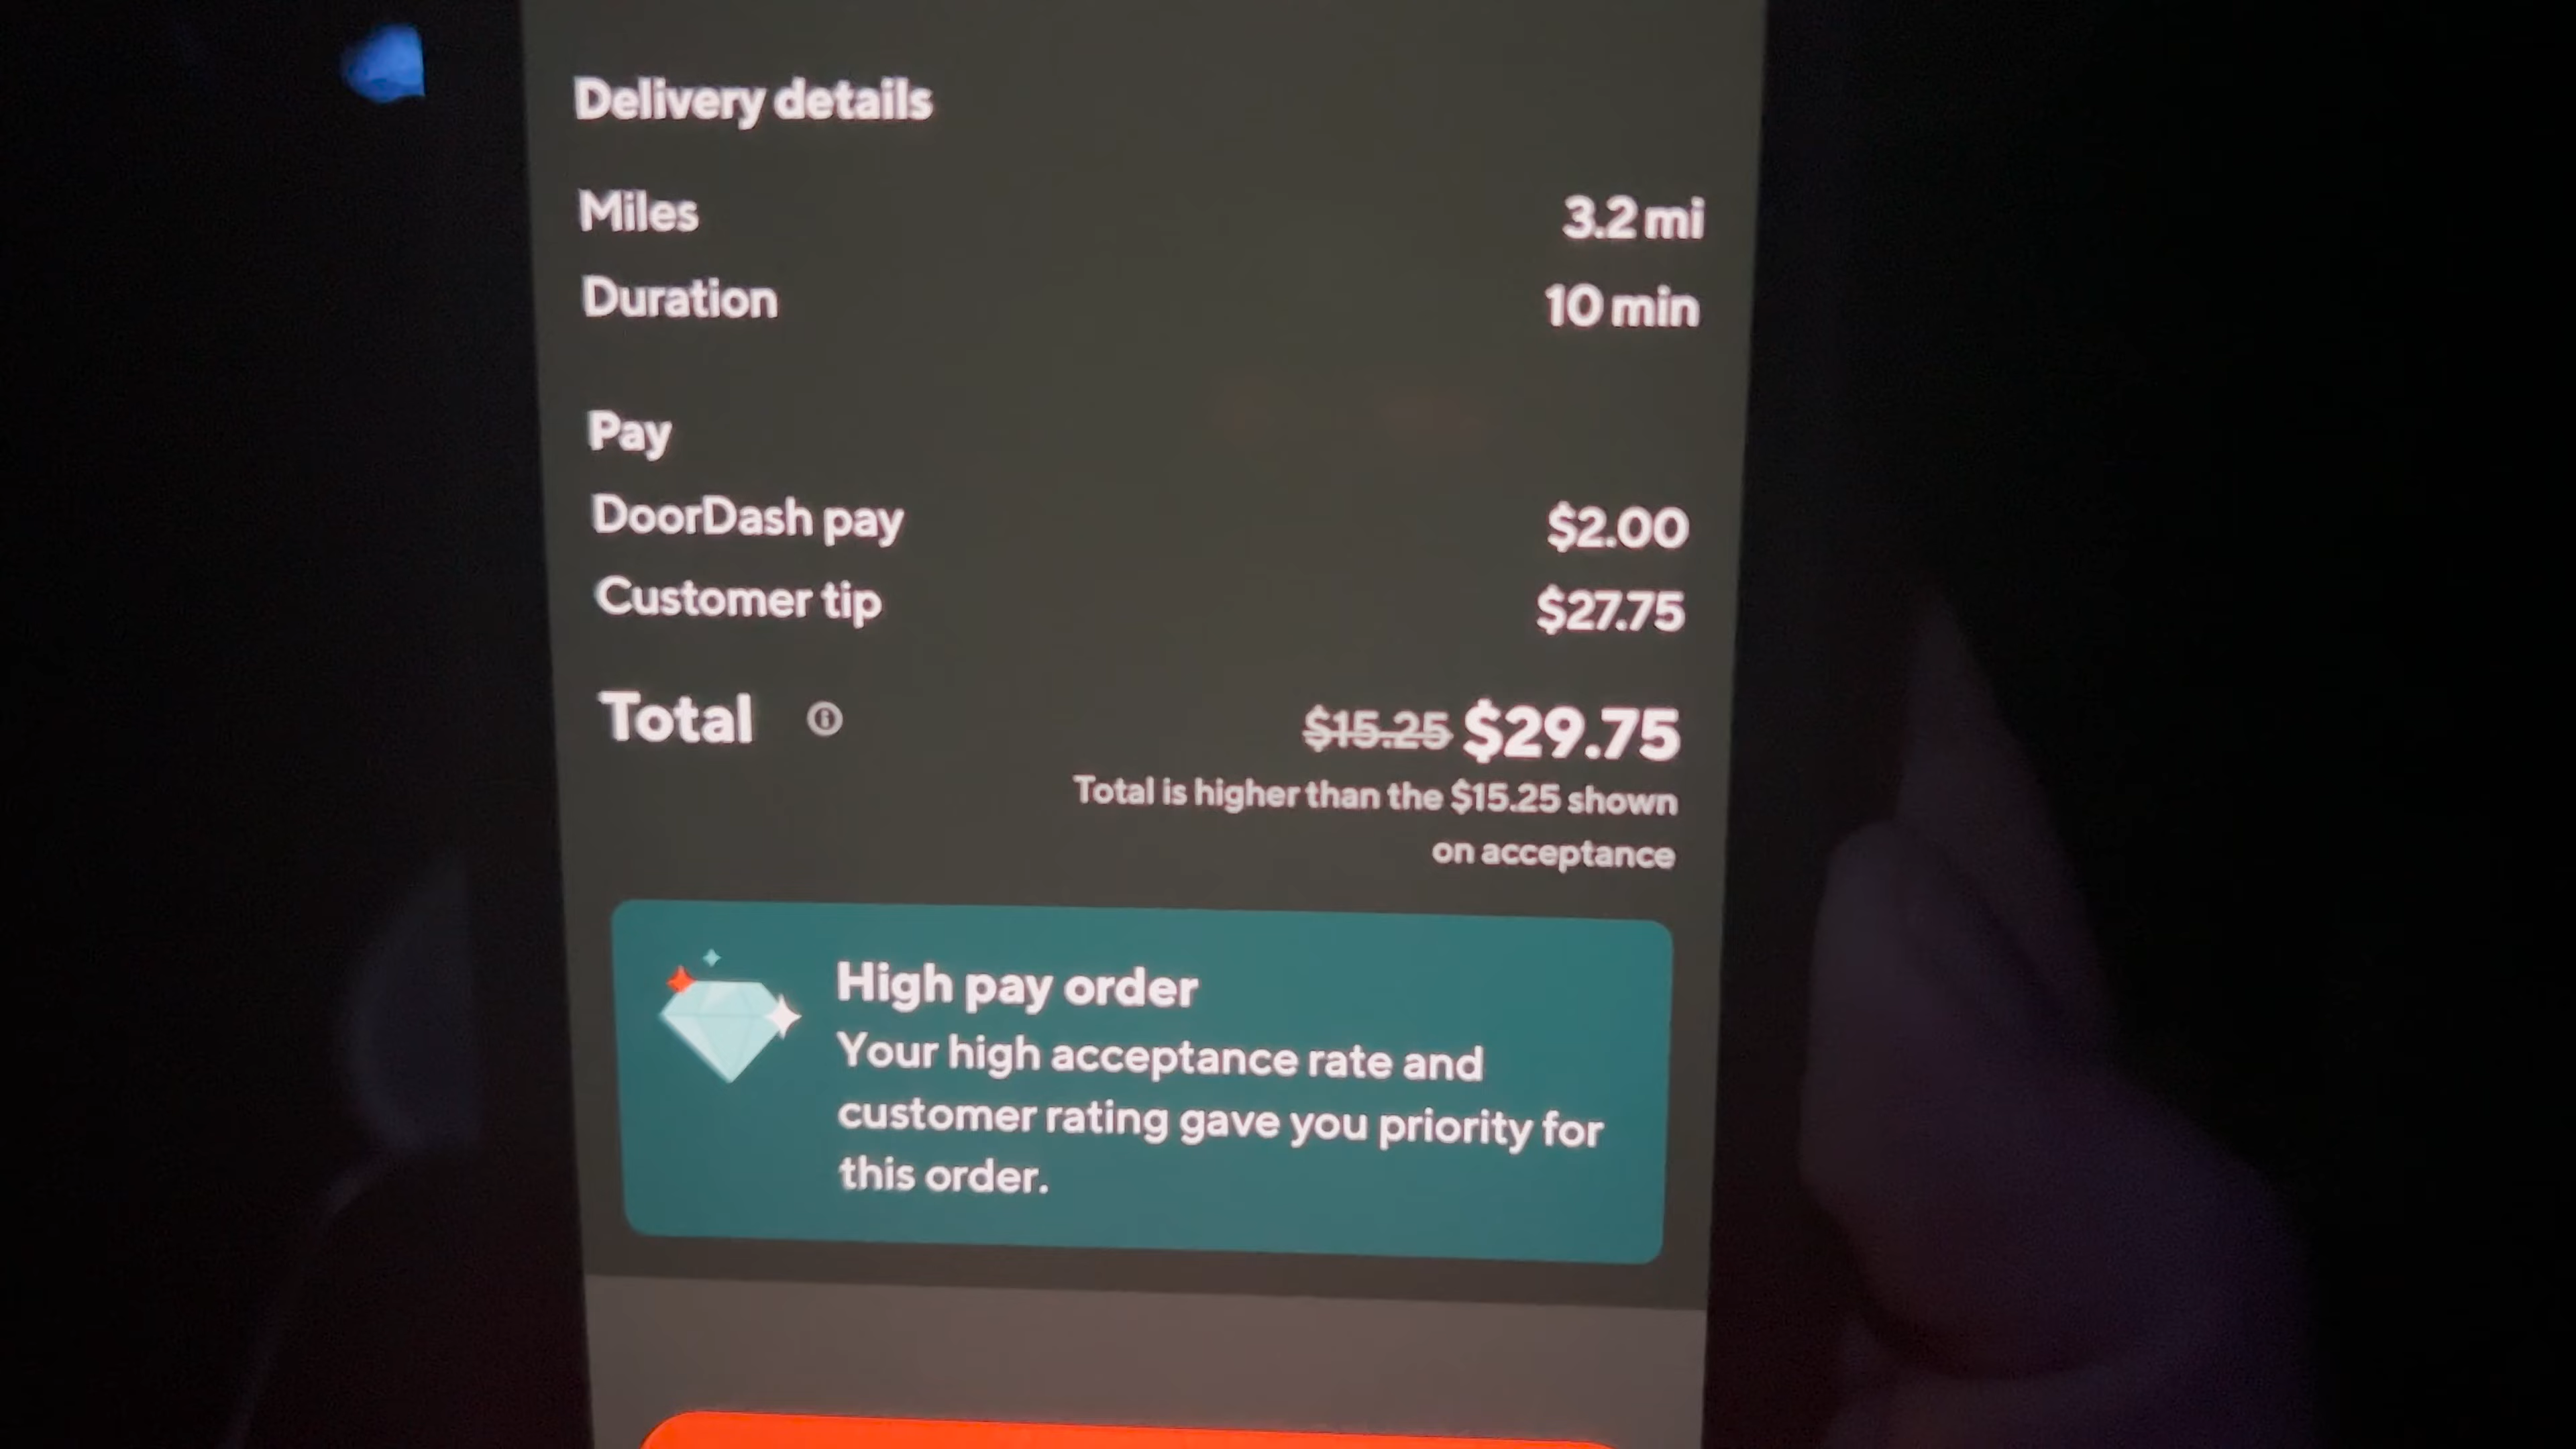 Delivery details
Miles 3.2 mi
Duration 10 min
Pay
DoorDash pay $2.00
Customer tip $27.75
Total $15.25 $29.75
Total is higher than the $15.25 shown
on acceptance
High pay order
Your high acceptance rate and
customer rating gave you priority for
this order.